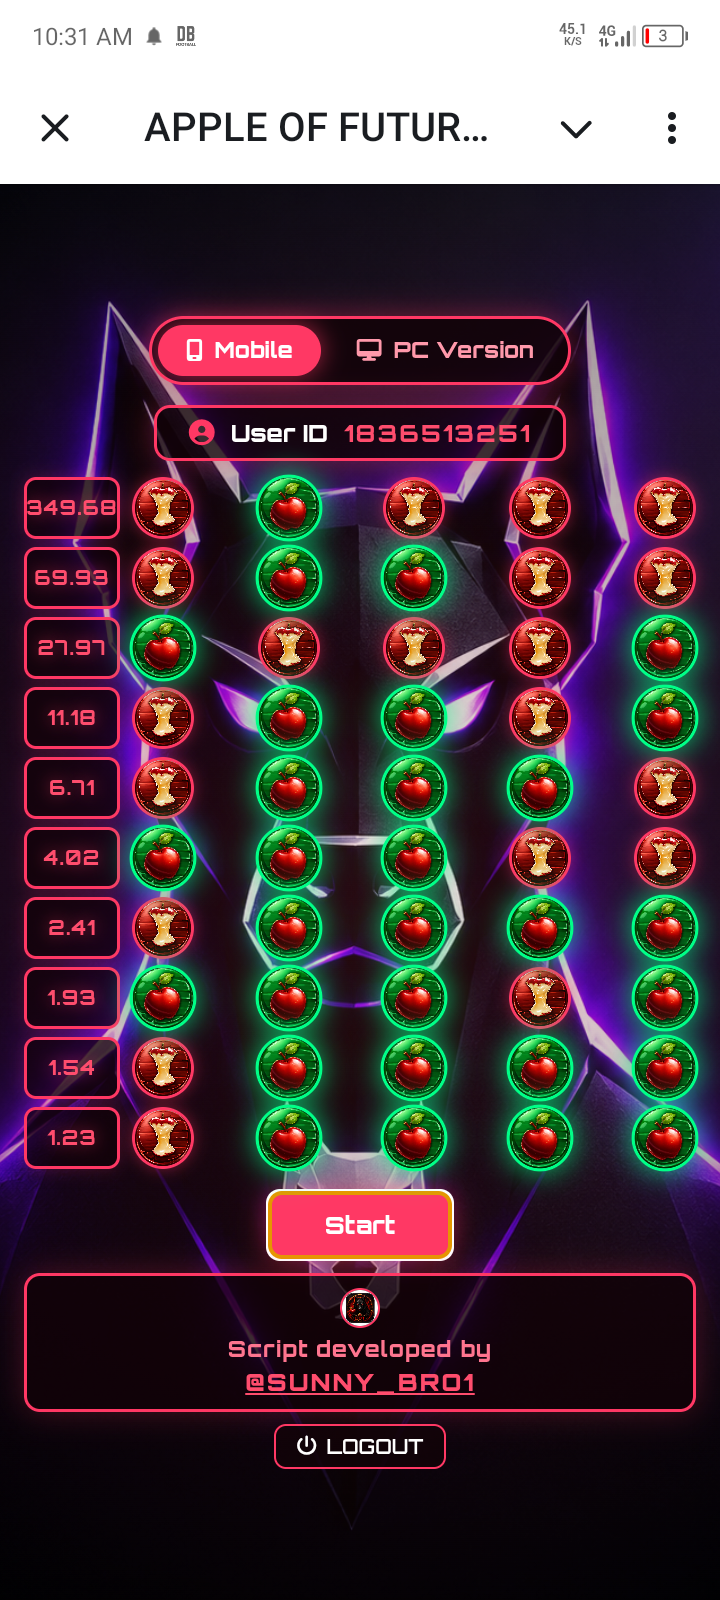 10:31 AM DB 45.1 K/S 4G 3
APPLE OF FUTUR...
Mobile PC Version
User ID 1836513251
349.68
69.93
27.97
11.18
6.71
4.02
2.41
1.93
1.54
1.23
Start
Script developed by
@SUNNY_BRO1
LOGOUT